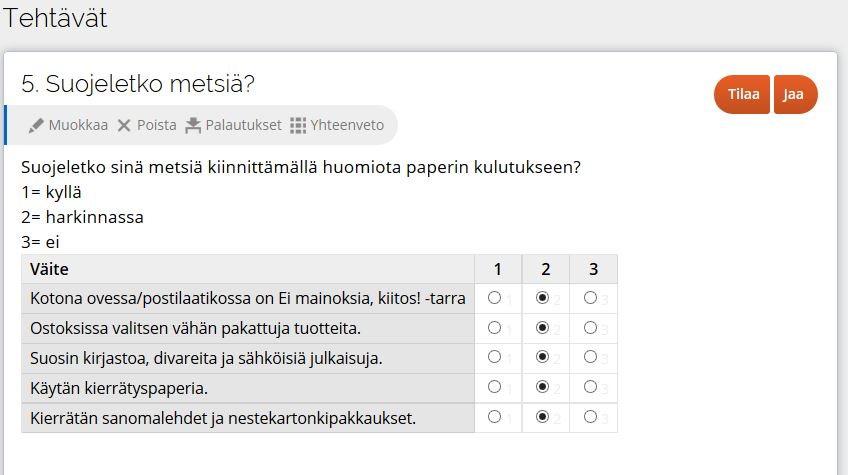 Tehtävät
5. Suojeletko metsiä?
Tilaa Jaa
Muokkaa Poista Palautukset Yhteenveto
Suojeletko sinä metsiä kiinnittämällä huomiota paperin kulutukseen?
1= kyllä
2= harkinnassa
3= ei
Väite 1 2 3
Kotona ovessa/postilaatikossa on Ei mainoksia, kiitos! -tarra 1 2 3
Ostoksissa valitsen vähän pakattuja tuotteita. 1 2 3
Suosin kirjastoa, divareita ja sähköisiä julkaisuja. 1 2 3
Käytän kierrätyspaperia. 1 2 3
Kierrätän sanomalehdet ja nestekartonkipakkaukset. 1 2 3